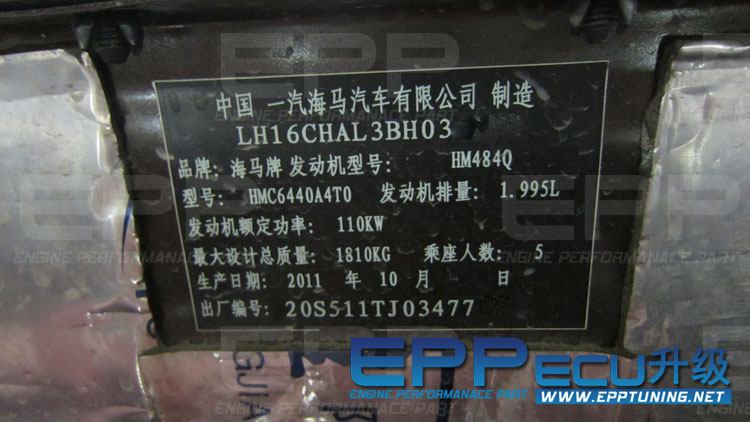 中国 一汽海马汽车有限公司 制造
LH16CHAL3BH03
品牌: 海马牌 发动机型号: HM484Q
型号: HMC6440A4T0 发动机排量: 1.995L
发动机额定功率: 110KW
最大设计总质量: 1810KG 乘座人数: 5
生产日期: 2011 年 10 月 日
出厂编号: 20S511TJ03477
EPP ECU升级
ENGINE PERFORMANACE PART
WWW.EPPTUNING.NET